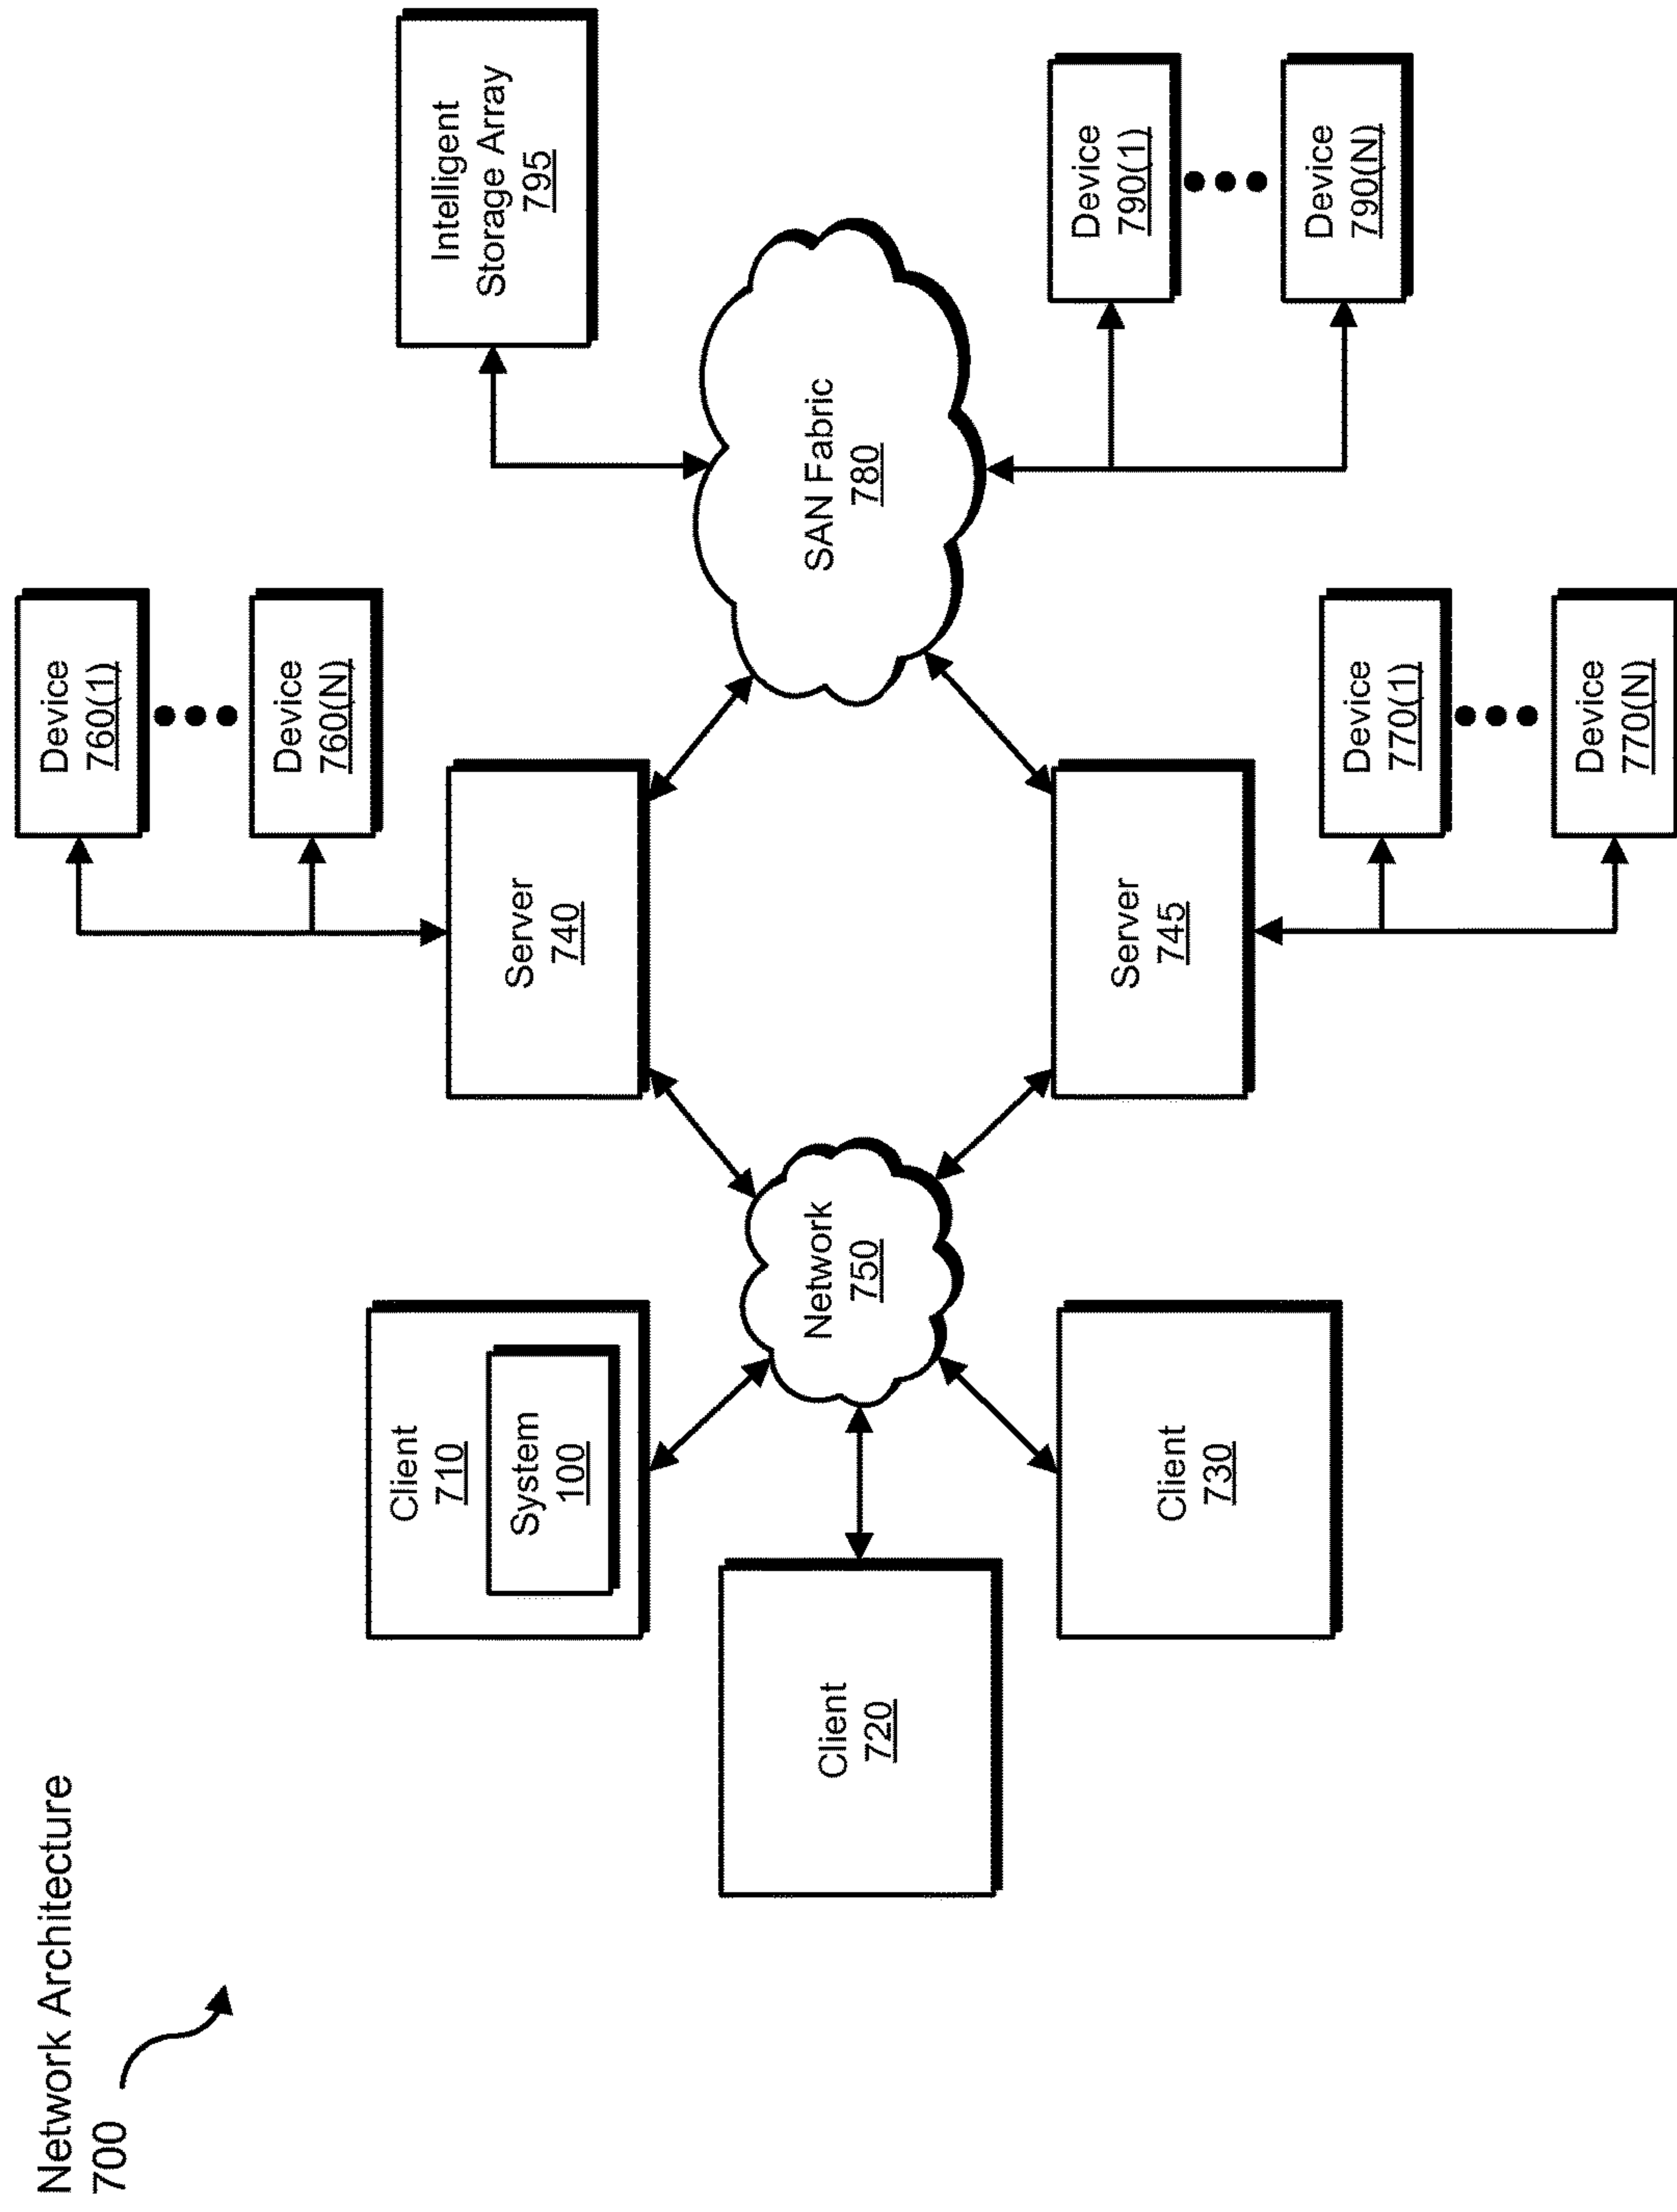 Network Architecture
700
Client
710
System
100
Client
720
Client
730
Network
750
Server
740
Server
745
Device
760(1)
Device
760(N)
Device
770(1)
Device
770(N)
SAN Fabric
780
Intelligent
Storage Array
795
Device
790(1)
Device
790(N)